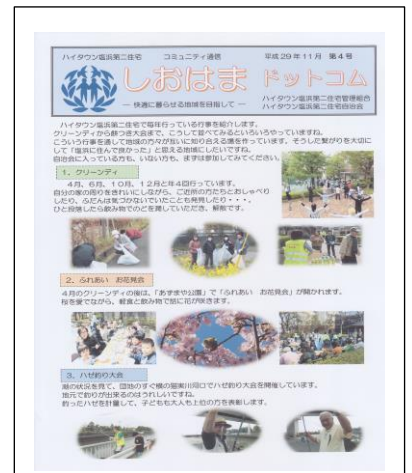 ハイタウン塩浜第二住宅 コミュニティ通信 平成29年11月 第4号
しおはま ドットコム
― 快適に暮らせる地域を目指して ―
ハイタウン塩浜第二住宅管理組合
ハイタウン塩浜第二住宅自治会
ハイタウン塩浜第二住宅で毎年行っている行事を紹介します。
クリーンディから餅つき大会まで、こうして並べてみるといろいろやっていますね。
こういう行事を通して地域の方々が互いに知り合える場を作っています。そうした繋がりを大切に
して「塩浜に住んで良かった」と思える地域にしたいですね。
自治会に入っている方も、いない方も、まずは参加してみてください。
1、クリーンディ
4月、6月、10月、12月と年4回行っています。
自分の家の周りをきれいにしながら、ご近所の方たちとおしゃべり
したり、ふだんは気づかないでいたことも発見したり・・・。
ひと段落したら飲み物でのどを潤していただき、解散です。
2、ふれあい お花見会
4月のクリーンディの後は、「あずまや公園」で「ふれあい お花見会」が開かれます。
桜を愛でながら、軽食と飲み物で話に花が咲きます。
3、ハゼ釣り大会
潮の状況を見て、団地のすぐ横の猫実川河口でハゼ釣り大会を開催しています。
地元で釣りが出来るのはうれしいですね。
釣ったハゼを計量して、子どもも大人も上位の方を表彰します。